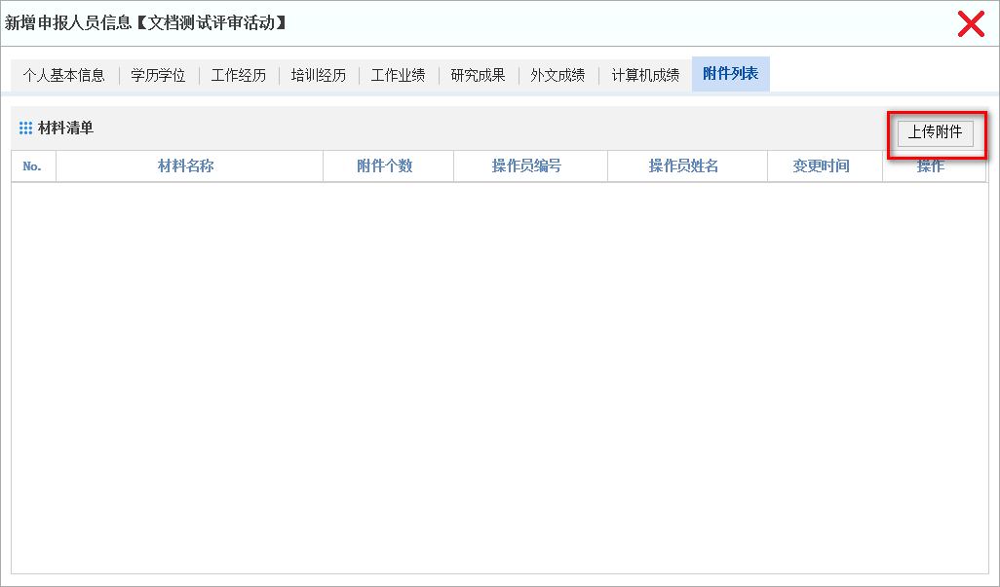 新增申报人员信息【文档测试评审活动】
个人基本信息 学历学位 工作经历 培训经历 工作业绩 研究成果 外文成绩 计算机成绩 附件列表
材料清单 上传附件
No. 材料名称 附件个数 操作员编号 操作员姓名 变更时间 操作